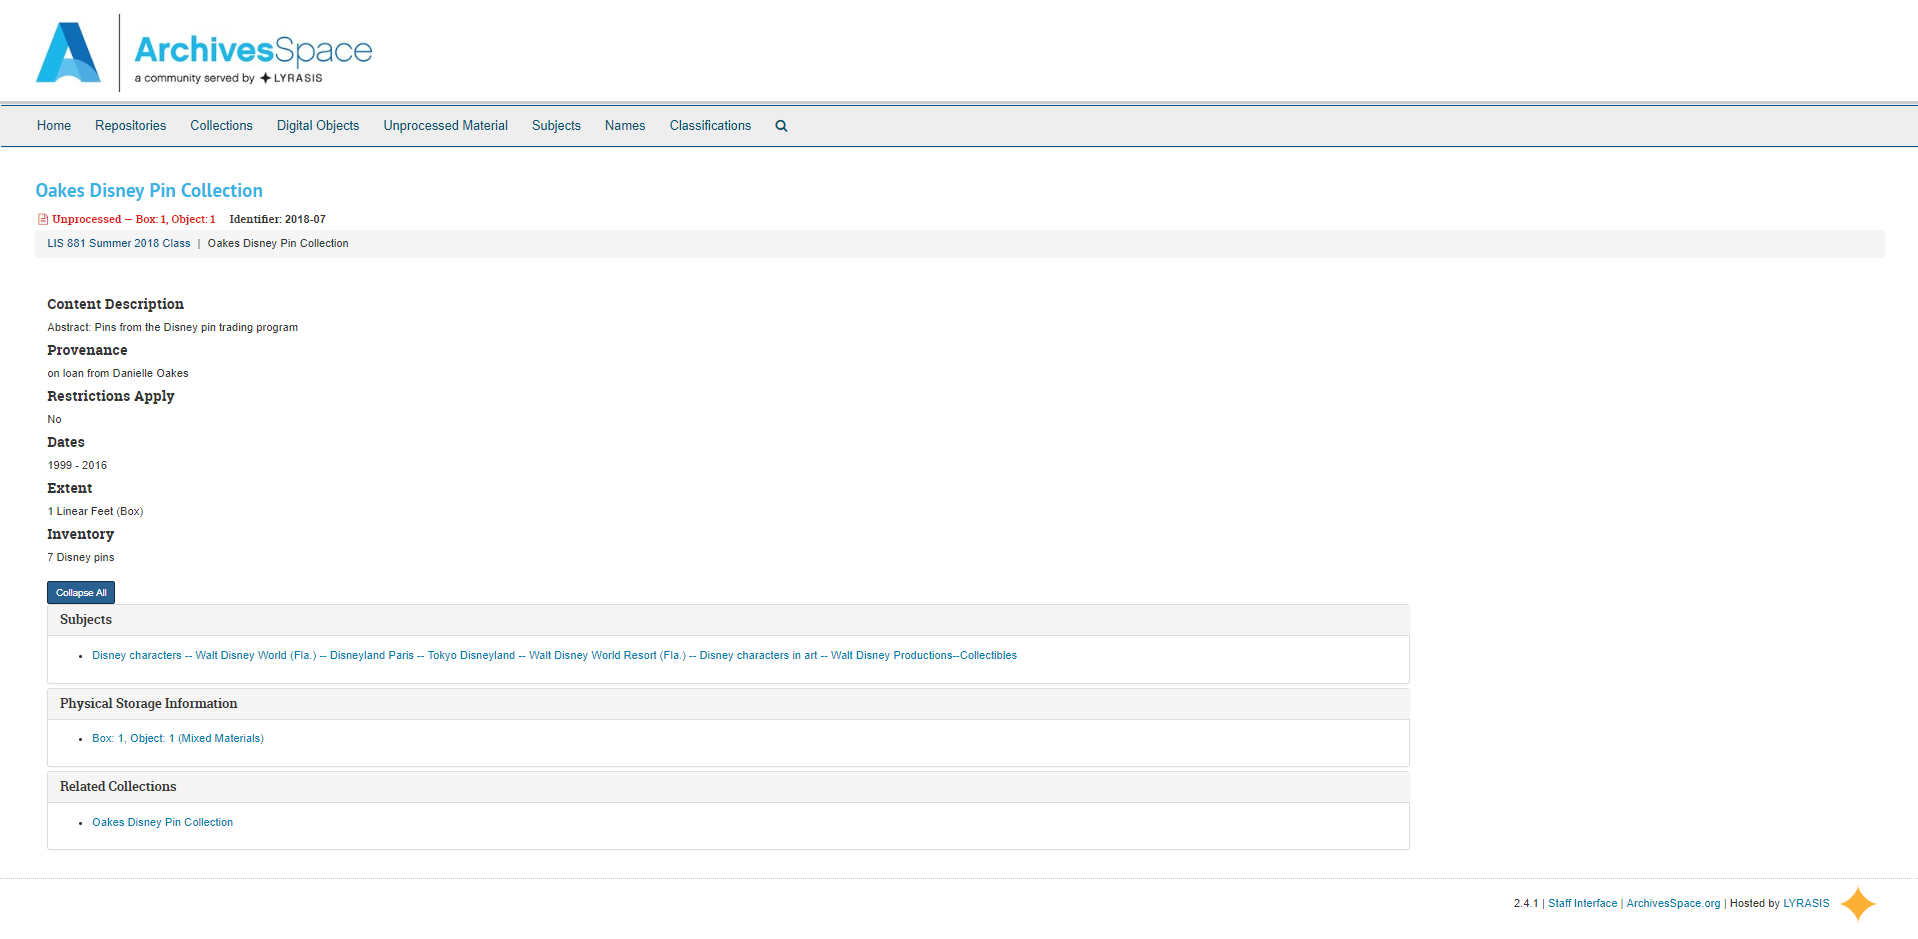 ArchivesSpace
a community served by LYRASIS
Home Repositories Collections Digital Objects Unprocessed Material Subjects Names Classifications
Oakes Disney Pin Collection
Unprocessed — Box: 1, Object: 1 Identifier: 2018-07
LIS 881 Summer 2018 Class | Oakes Disney Pin Collection
Content Description
Abstract: Pins from the Disney pin trading program
Provenance
on loan from Danielle Oakes
Restrictions Apply
No
Dates
1999 - 2016
Extent
1 Linear Feet (Box)
Inventory
7 Disney pins
Collapse All
Subjects
Disney characters -- Walt Disney World (Fla.) -- Disneyland Paris -- Tokyo Disneyland -- Walt Disney World Resort (Fla.) -- Disney characters in art -- Walt Disney Productions--Collectibles
Physical Storage Information
Box: 1, Object: 1 (Mixed Materials)
Related Collections
Oakes Disney Pin Collection
2.4.1 | Staff Interface | ArchivesSpace.org | Hosted by LYRASIS